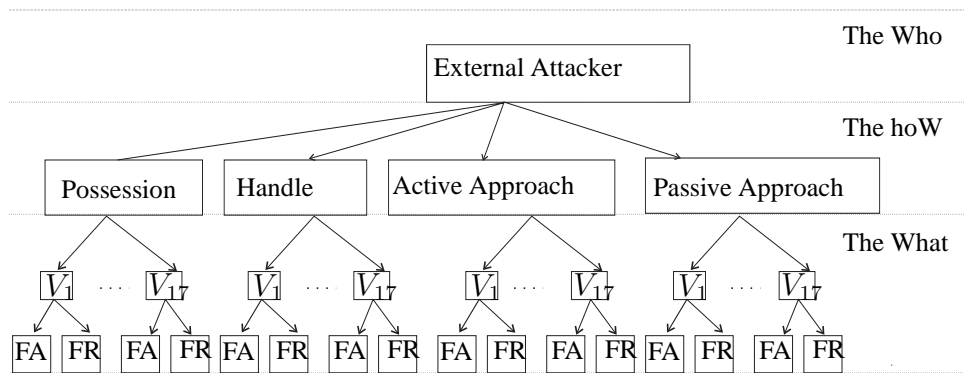 The Who
External Attacker
The hoW
Possession Handle Active Approach Passive Approach
The What
V1 .... V17 V1 .... V17 V1 .... V17 V1 .... V17
FA FR FA FR FA FR FA FR FA FR FA FR FA FR FA FR